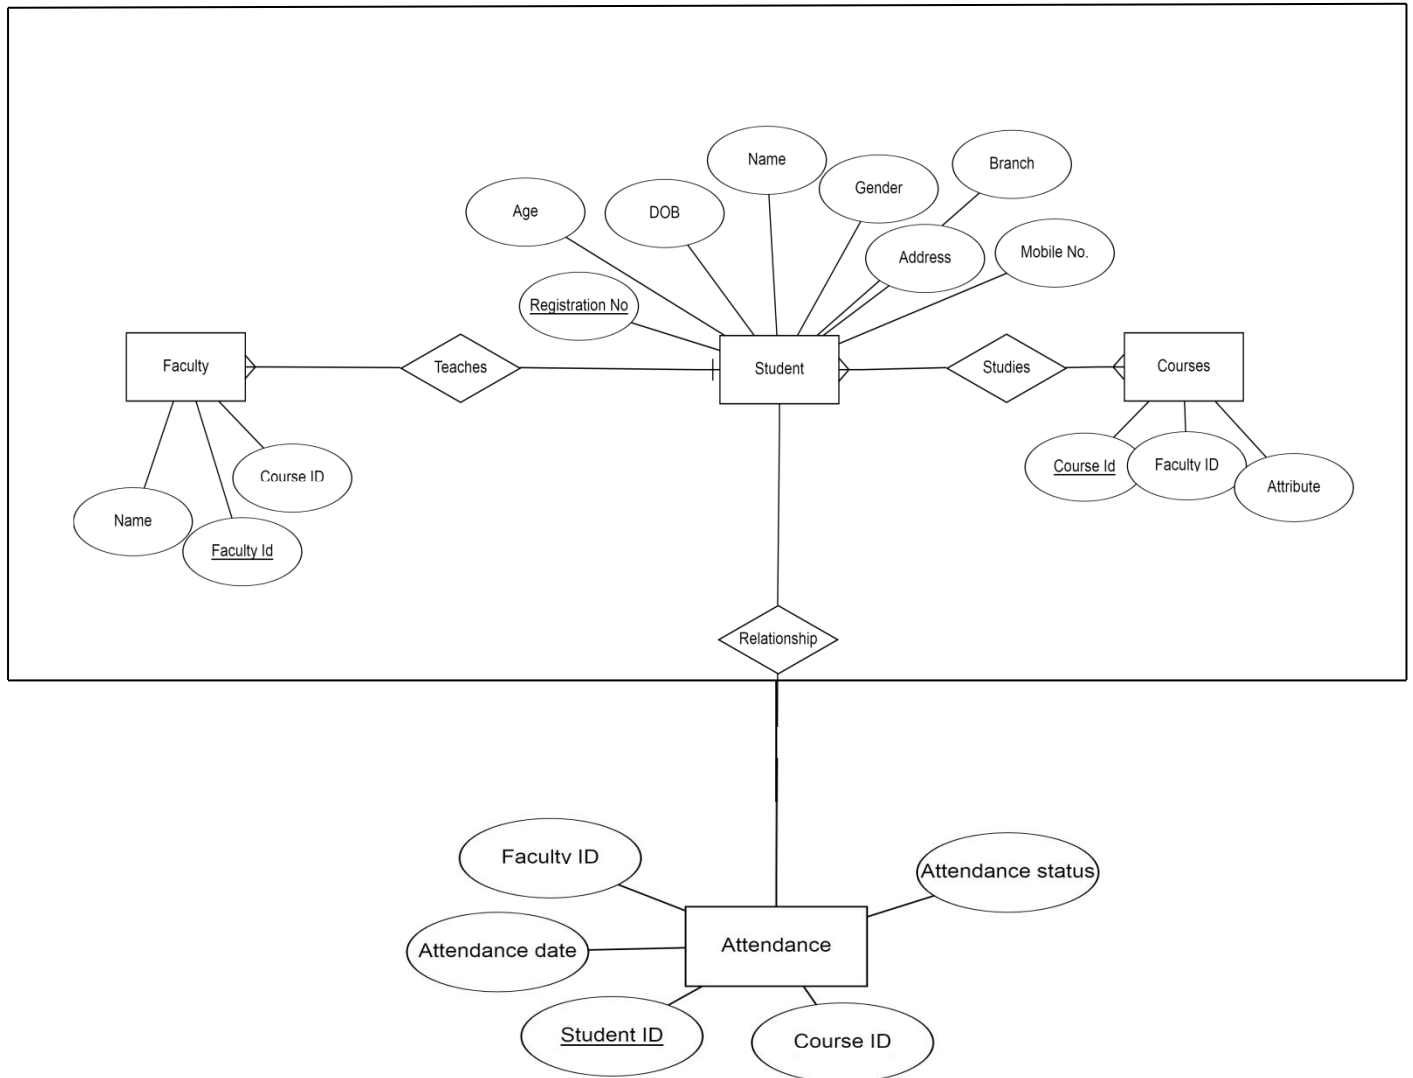 Name
Branch
Gender
Age
DOB
Mobile No.
Address
Registration No
Faculty
Teaches
Student
Studies
Courses
Course ID
Name
Faculty Id
Course Id
Faculty ID
Attribute
Relationship
Faculty ID
Attendance status
Attendance date
Attendance
Student ID
Course ID